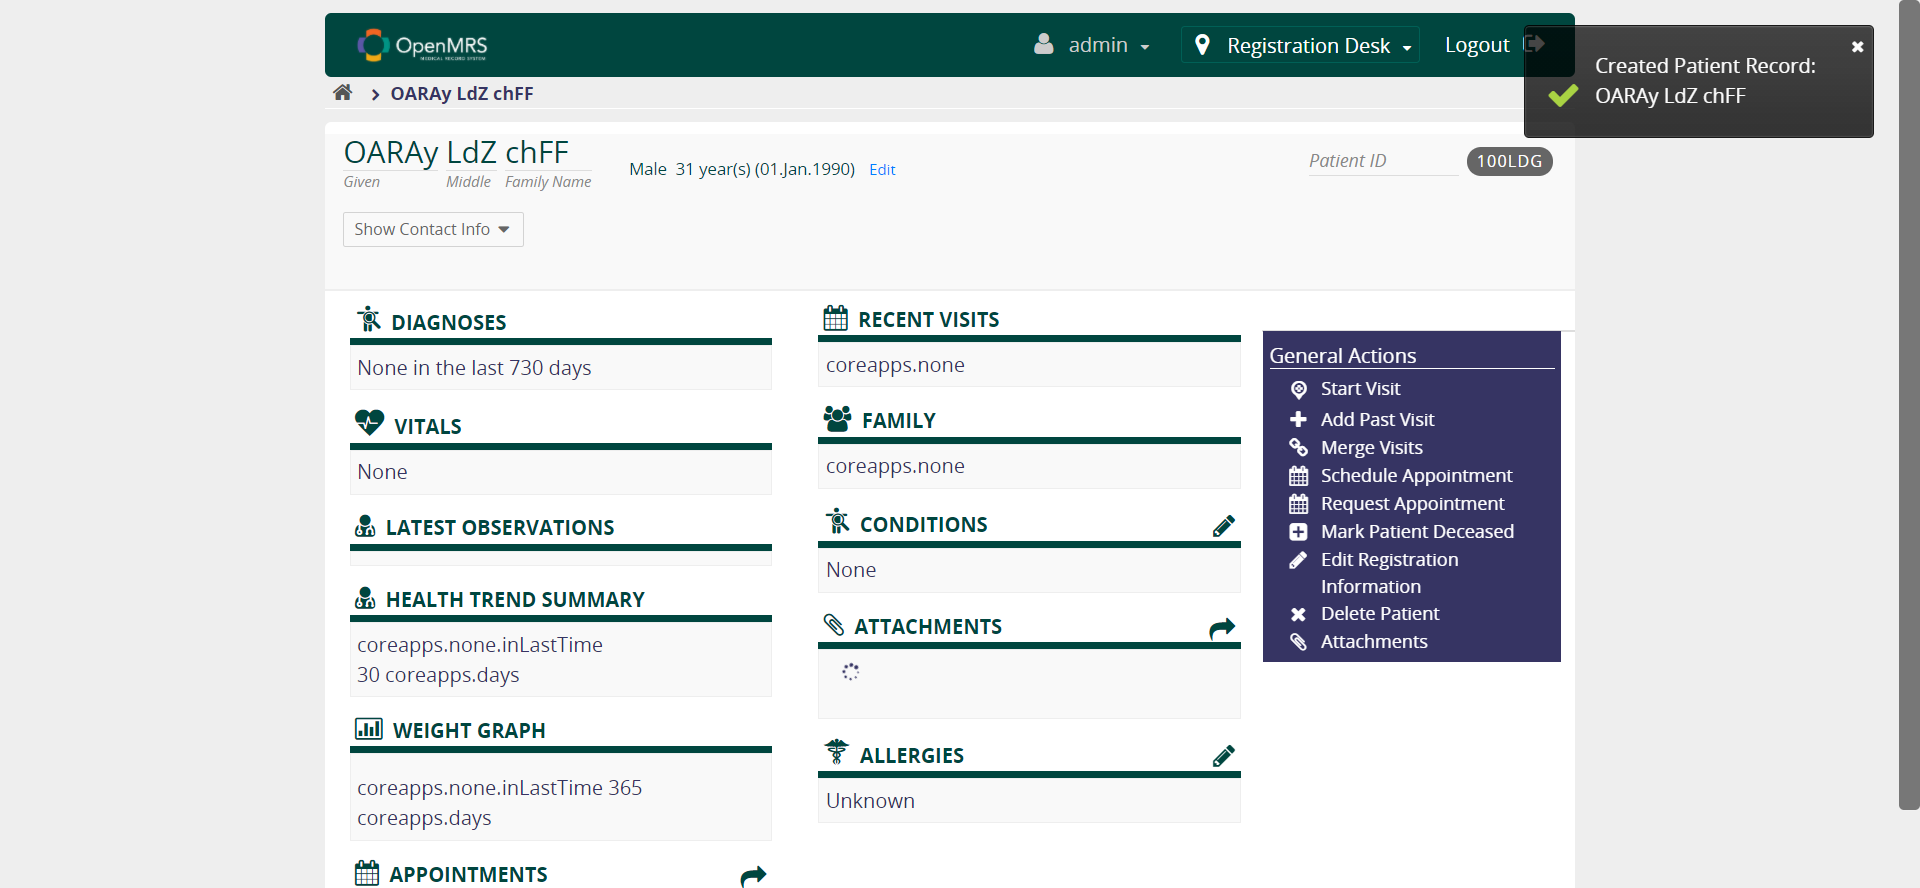 OpenMRS
MEDICAL RECORD SYSTEM
admin
Registration Desk
Logout
Created Patient Record:
OARAy LdZ chFF
OARAy LdZ chFF
OARAy LdZ chFF
Given Middle Family Name
Male 31 year(s) (01.Jan.1990) Edit
Patient ID 100LDG
Show Contact Info
DIAGNOSES
None in the last 730 days
VITALS
None
LATEST OBSERVATIONS
HEALTH TREND SUMMARY
coreapps.none.inLastTime
30 coreapps.days
WEIGHT GRAPH
coreapps.none.inLastTime 365
coreapps.days
APPOINTMENTS
RECENT VISITS
coreapps.none
FAMILY
coreapps.none
CONDITIONS
None
ATTACHMENTS
ALLERGIES
Unknown
General Actions
Start Visit
Add Past Visit
Merge Visits
Schedule Appointment
Request Appointment
Mark Patient Deceased
Edit Registration
Information
Delete Patient
Attachments